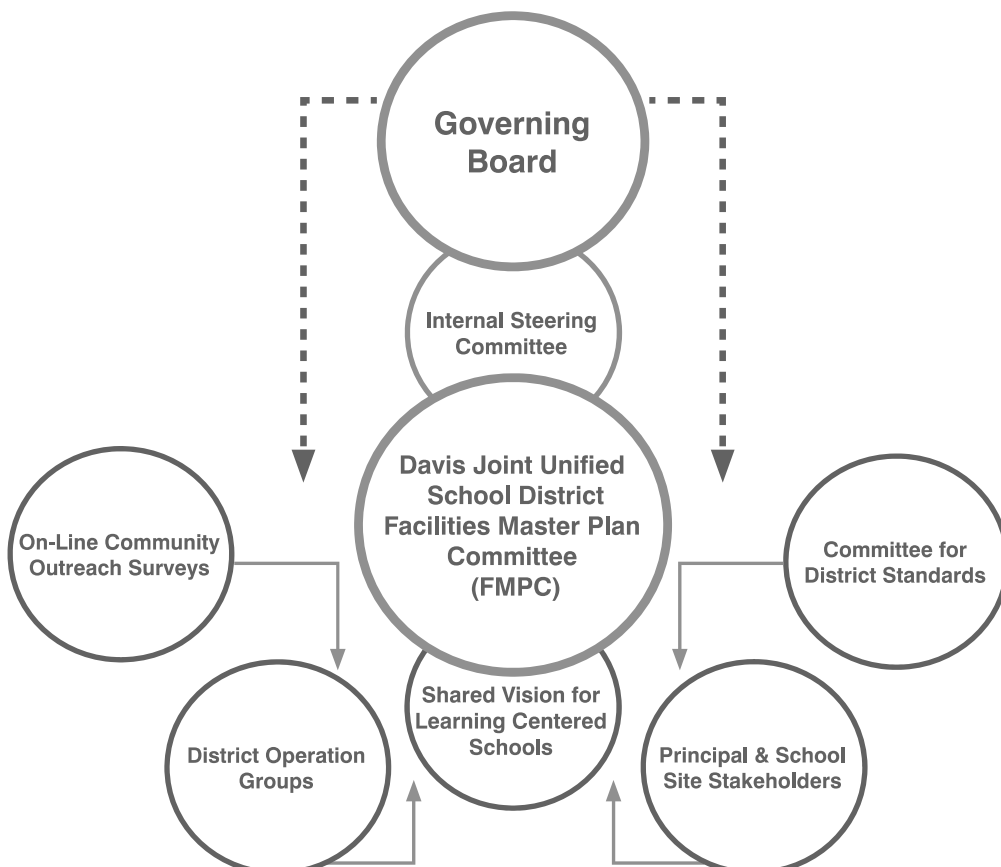 Governing
Board
Internal Steering
Committee
Davis Joint Unified
School District
Facilities Master Plan
Committee
(FMPC)
On-Line Community
Outreach Surveys
Committee for
District Standards
District Operation
Groups
Shared Vision for
Learning Centered
Schools
Principal & School
Site Stakeholders